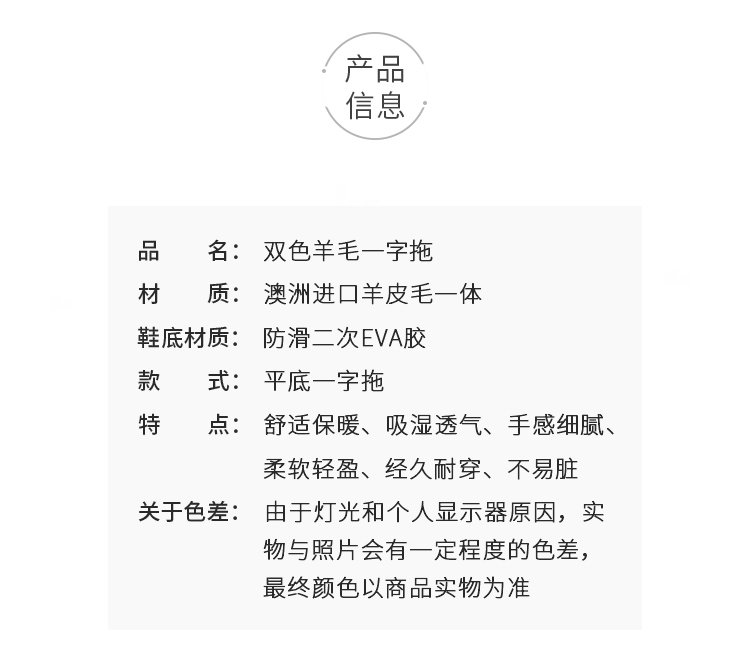 产品
信息
品 名： 双色羊毛一字拖
材 质： 澳洲进口羊皮毛一体
鞋底材质： 防滑二次EVA胶
款 式： 平底一字拖
特 点： 舒适保暖、吸湿透气、手感细腻、
柔软轻盈、经久耐穿、不易脏
关于色差： 由于灯光和个人显示器原因，实
物与照片会有一定程度的色差，
最终颜色以商品实物为准